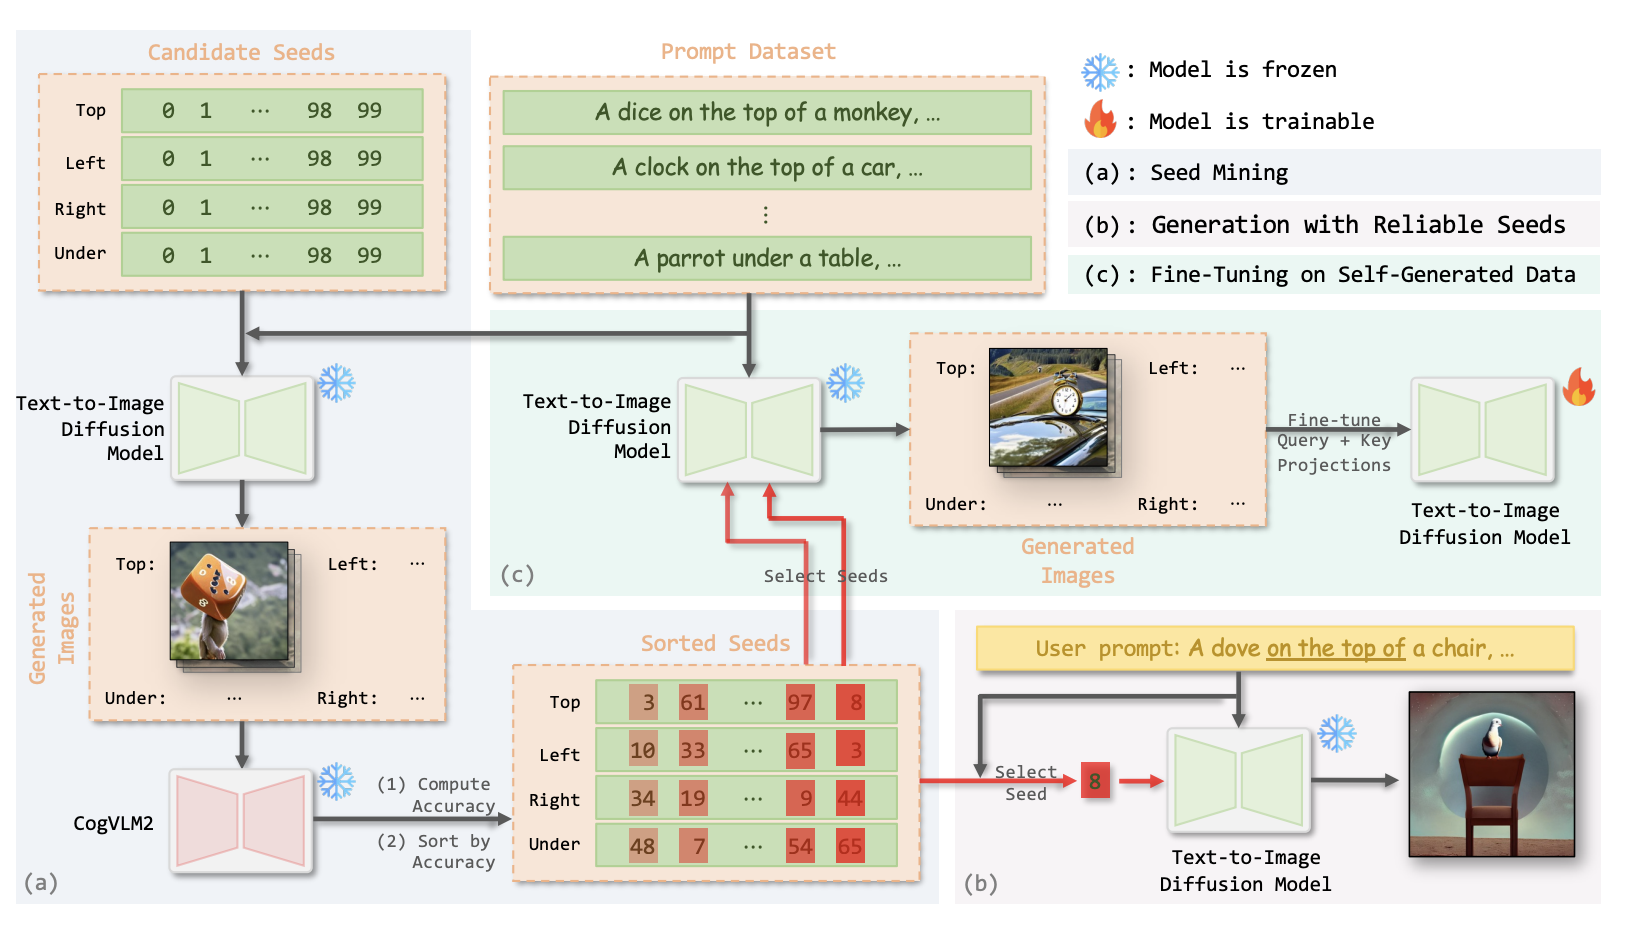 Candidate Seeds
Top 0 1 ... 98 99
Left 0 1 ... 98 99
Right 0 1 ... 98 99
Under 0 1 ... 98 99
Prompt Dataset
A dice on the top of a monkey, ...
A clock on the top of a car, ...
⋮
A parrot under a table, ...
: Model is frozen
: Model is trainable
(a): Seed Mining
(b): Generation with Reliable Seeds
(c): Fine-Tuning on Self-Generated Data
Text-to-Image
Diffusion
Model
Generated
Images
Top:
Left: ...
Under: ...
Right: ...
CogVLM2
(1) Compute
Accuracy
(2) Sort by
Accuracy
(a)
Sorted Seeds
Top 3 61 ... 97 8
Left 10 33 ... 65 3
Right 34 19 ... 9 44
Under 48 7 ... 54 65
Text-to-Image
Diffusion
Model
Select Seeds
(c)
Top:
Left: ...
Under: ...
Right: ...
Generated
Images
Fine-tune
Query + Key
Projections
Text-to-Image
Diffusion Model
User prompt: A dove on the top of a chair, ...
Select
Seed
8
Text-to-Image
Diffusion Model
(b)